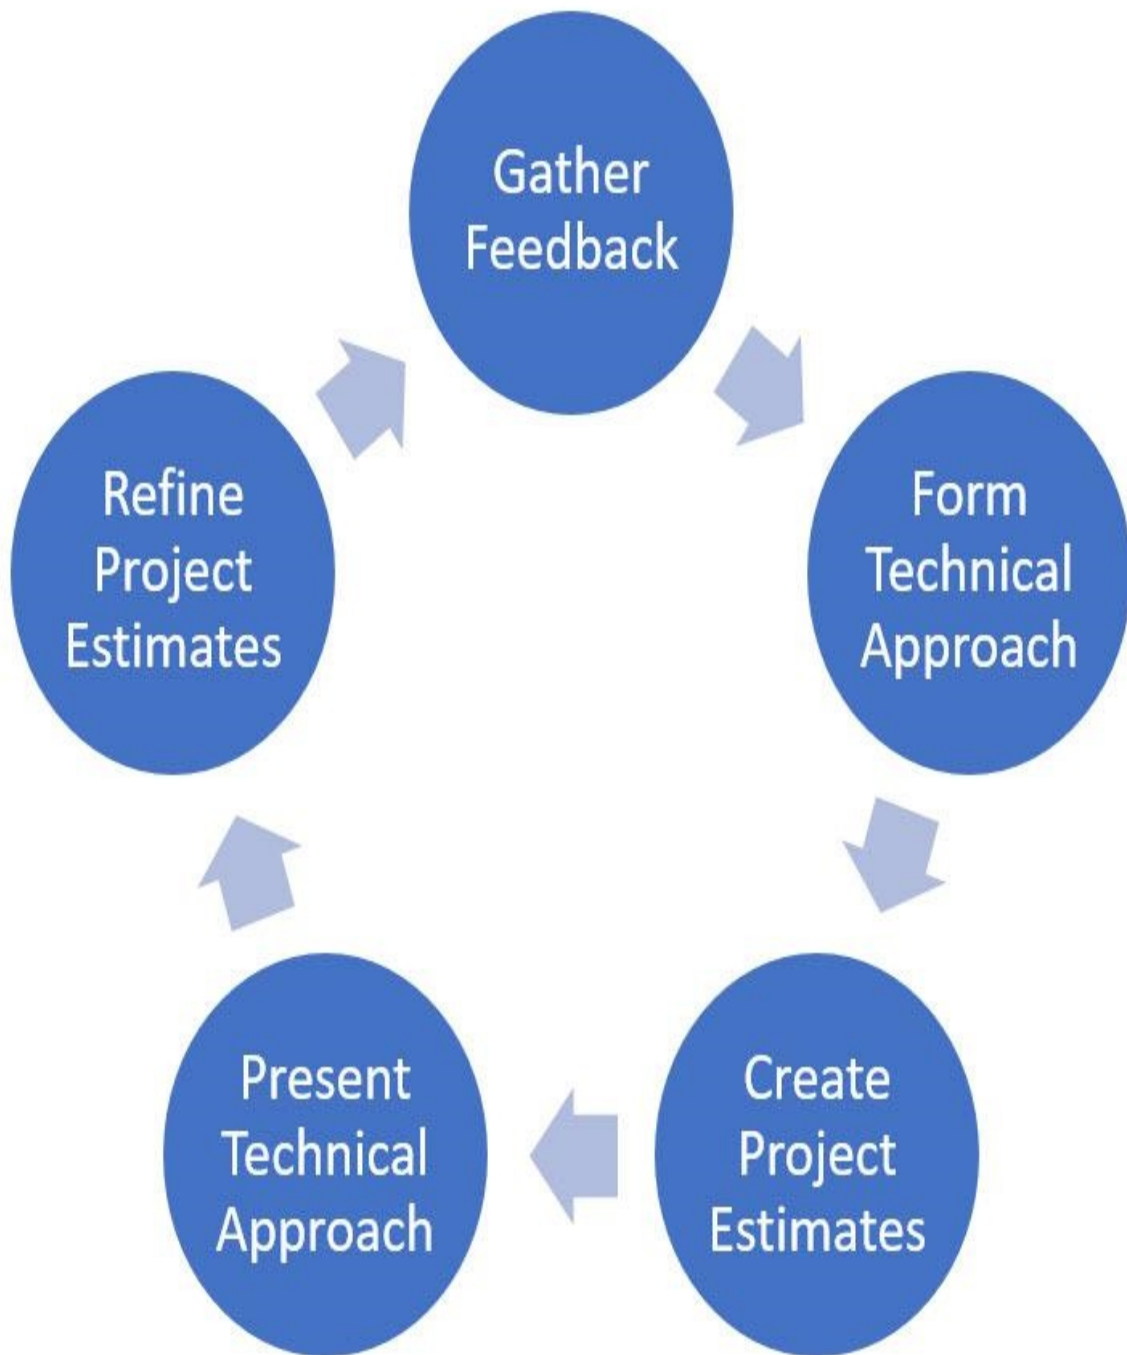 Gather
Feedback
Form
Technical
Approach
Create
Project
Estimates
Present
Technical
Approach
Refine
Project
Estimates